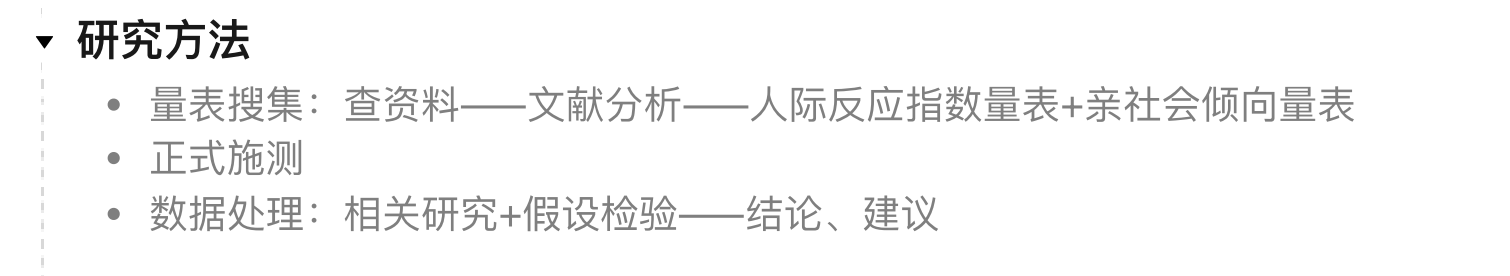 研究方法
量表搜集：查资料——文献分析——人际反应指数量表+亲社会倾向量表
正式施测
数据处理：相关研究+假设检验——结论、建议